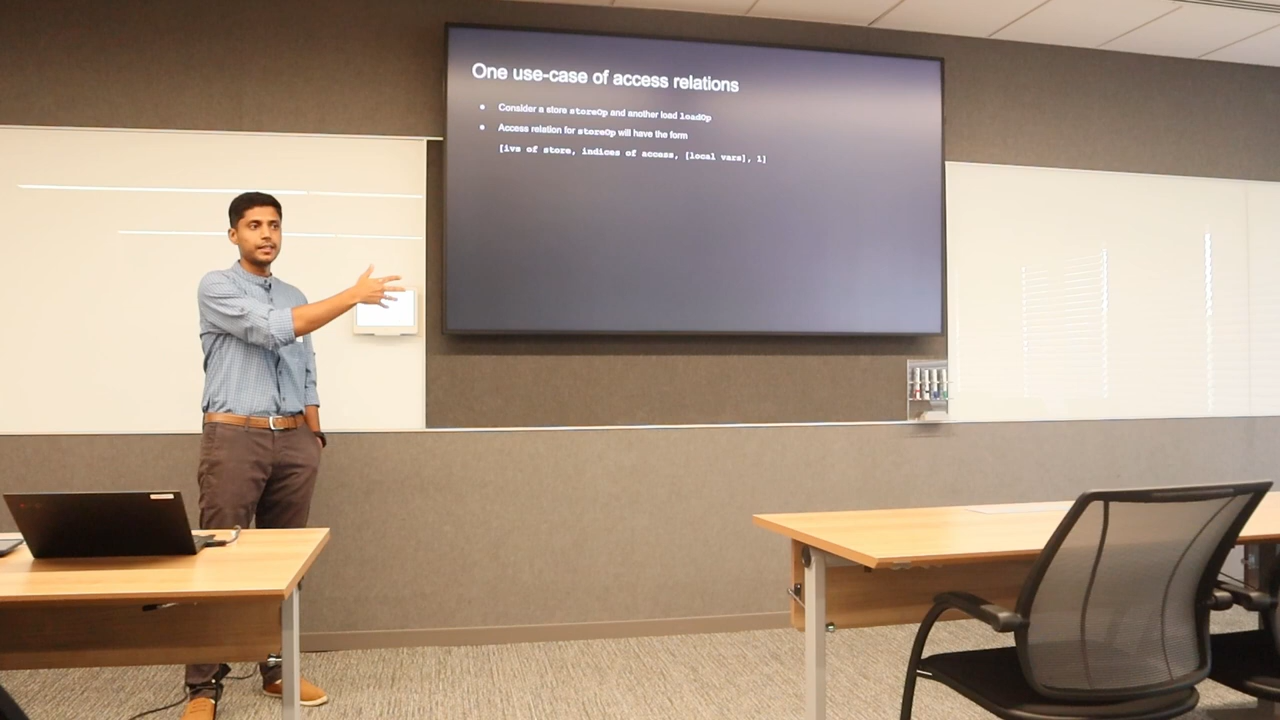 One use-case of access relations
● Consider a store storeOp and another load loadOp
● Access relation for storeOp will have the form
[ivs of store, indices of access, [local vars], 1]